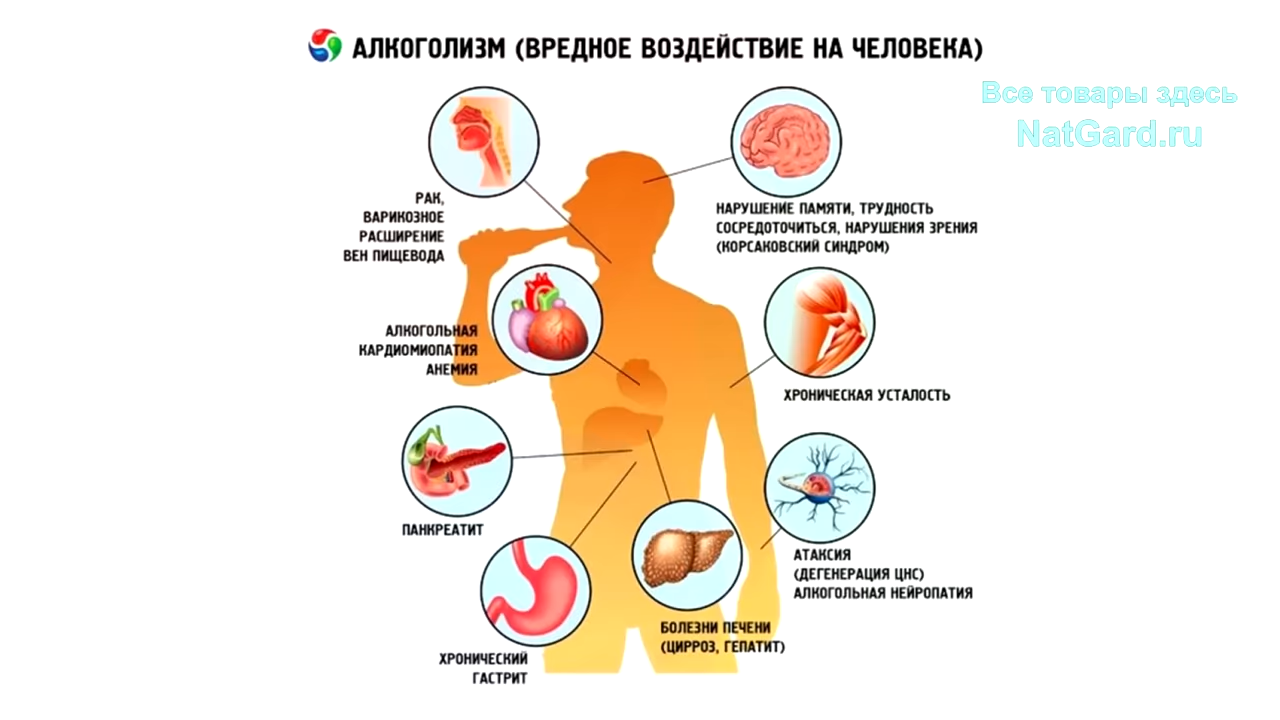 АЛКОГОЛИЗМ (ВРЕДНОЕ ВОЗДЕЙСТВИЕ НА ЧЕЛОВЕКА)
Все товары здесь
NatGard.ru
РАК,
ВАРИКОЗНОЕ
РАСШИРЕНИЕ
ВЕН ПИЩЕВОДА
НАРУШЕНИЕ ПАМЯТИ, ТРУДНОСТЬ
СОСРЕДОТОЧИТЬСЯ, НАРУШЕНИЯ ЗРЕНИЯ
(КОРСАКОВСКИЙ СИНДРОМ)
АЛКОГОЛЬНАЯ
КАРДИОМИОПАТИЯ
АНЕМИЯ
ХРОНИЧЕСКАЯ УСТАЛОСТЬ
ПАНКРЕАТИТ
АТАКСИЯ
(ДЕГЕНЕРАЦИЯ ЦНС)
АЛКОГОЛЬНАЯ НЕЙРОПАТИЯ
БОЛЕЗНИ ПЕЧЕНИ
(ЦИРРОЗ, ГЕПАТИТ)
ХРОНИЧЕСКИЙ
ГАСТРИТ